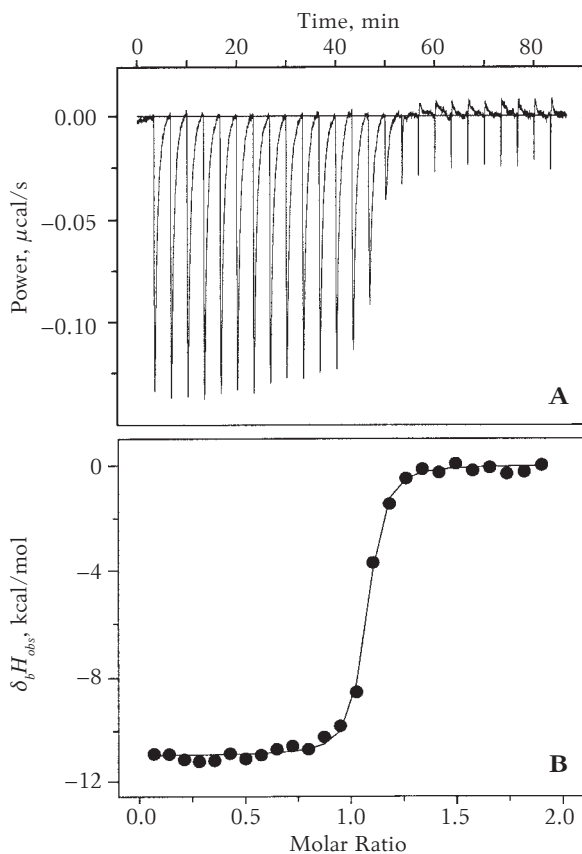 Time, min
0 20 40 60 80
0.00
−0.05
−0.10
Power, μcal/s
A
0
−4
−8
−12
δ_bH_obs, kcal/mol
B
0.0 0.5 1.0 1.5 2.0
Molar Ratio